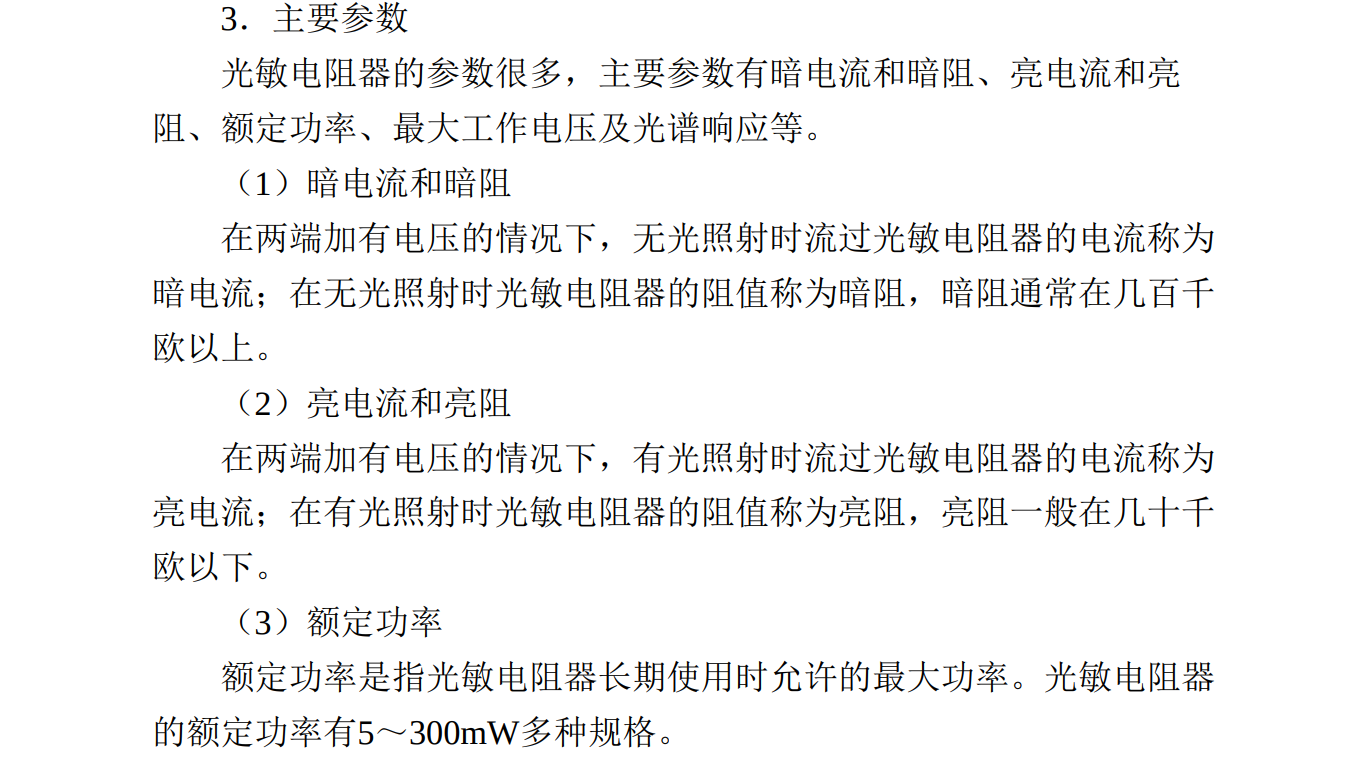 3．主要参数
光敏电阻器的参数很多，主要参数有暗电流和暗阻、亮电流和亮
阻、额定功率、最大工作电压及光谱响应等。
（1）暗电流和暗阻
在两端加有电压的情况下，无光照射时流过光敏电阻器的电流称为
暗电流；在无光照射时光敏电阻器的阻值称为暗阻，暗阻通常在几百千
欧以上。
（2）亮电流和亮阻
在两端加有电压的情况下，有光照射时流过光敏电阻器的电流称为
亮电流；在有光照射时光敏电阻器的阻值称为亮阻，亮阻一般在几十千
欧以下。
（3）额定功率
额定功率是指光敏电阻器长期使用时允许的最大功率。光敏电阻器
的额定功率有5～300mW多种规格。